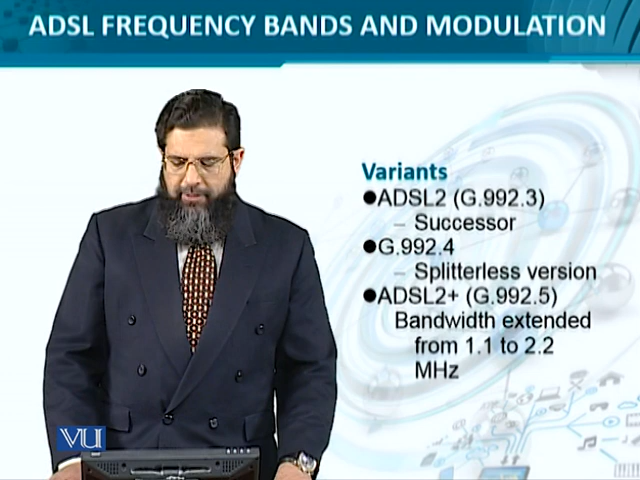 ADSL FREQUENCY BANDS AND MODULATION
Variants
●ADSL2 (G.992.3)
– Successor
●G.992.4
– Splitterless version
●ADSL2+ (G.992.5)
Bandwidth extended
from 1.1 to 2.2
MHz
VU